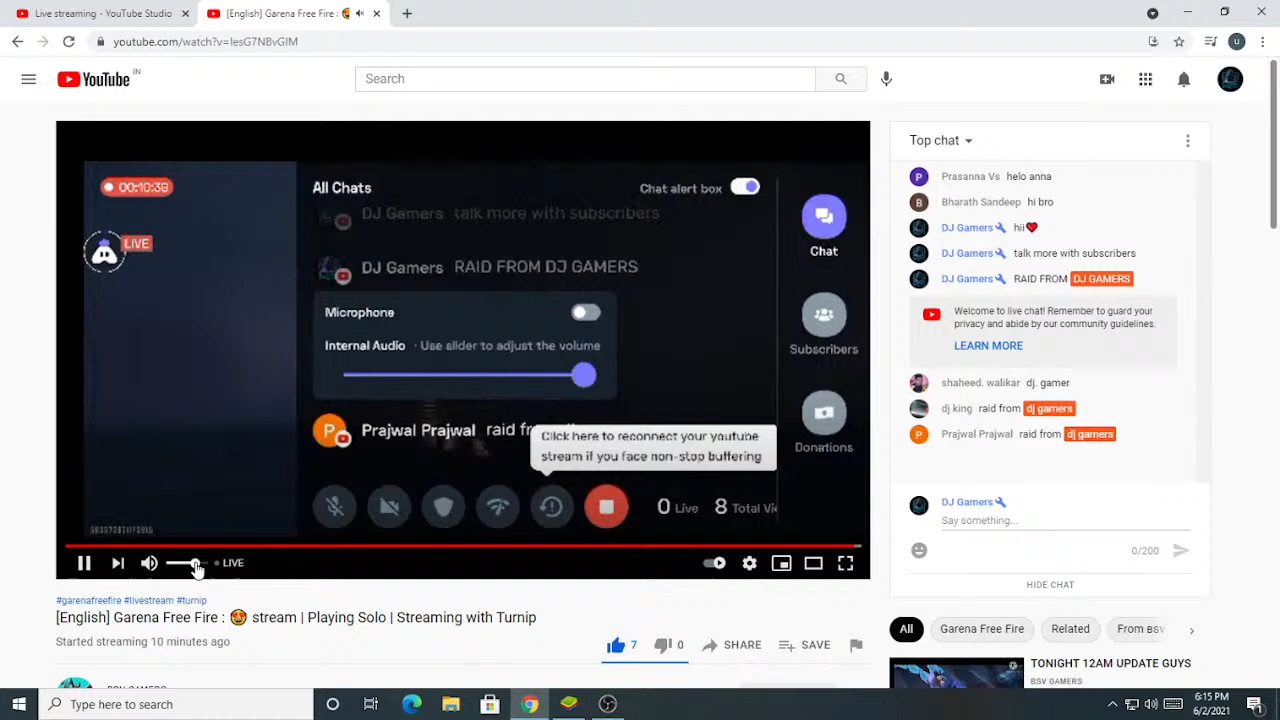 Live streaming - YouTube Studio
[English] Garena Free Fire :
youtube.com/watch?v=lesG7NBvGIM
YouTube IN
Search
00:10:39
LIVE
All Chats
Chat alert box
DJ Gamers talk more with subscribers
DJ Gamers RAID FROM DJ GAMERS
Microphone
Internal Audio · Use slider to adjust the volume
Prajwal Prajwal raid fr
Click here to reconnect your youtube
stream if you face non-stop buffering
0 Live 8 Total Vi
Chat
Subscribers
Donations
LIVE
#garenafreefire #livestream #turnip
[English] Garena Free Fire : 🤩 stream | Playing Solo | Streaming with Turnip
Started streaming 10 minutes ago
7
0
SHARE
SAVE
Top chat
Prasanna Vs helo anna
Bharath Sandeep hi bro
DJ Gamers hii❤
DJ Gamers talk more with subscribers
DJ Gamers RAID FROM DJ GAMERS
Welcome to live chat! Remember to guard your
privacy and abide by our community guidelines.
LEARN MORE
shaheed. walikar dj. gamer
dj king raid from dj gamers
Prajwal Prajwal raid from dj gamers
DJ Gamers
Say something...
0/200
HIDE CHAT
All
Garena Free Fire
Related
From BSV
TONIGHT 12AM UPDATE GUYS
BSV GAMERS
Type here to search
6:15 PM
6/2/2021